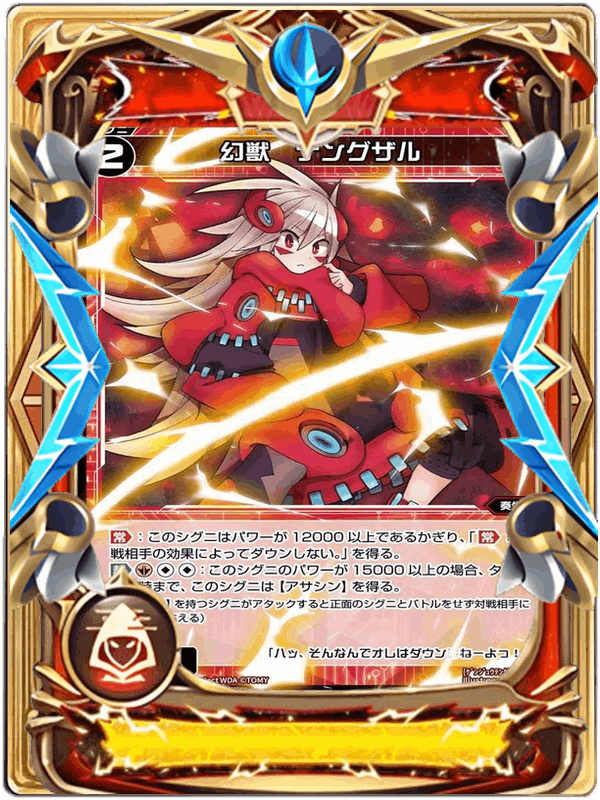 2
幻獣 テングザル
常：このシグニはパワーが 12000 以上であるかぎり、「常
戦相手の効果によってダウンしない。」を得る。
：このシグニのパワーが 15000 以上の場合、タ
時まで、このシグニは【アサシン】を得る。
を持つシグニがアタックすると正面のシグニとバトルをせず対戦相手に
える）
「ハッ、そんなんでオレはダウン ねーよっ！
WDA ©TOMY